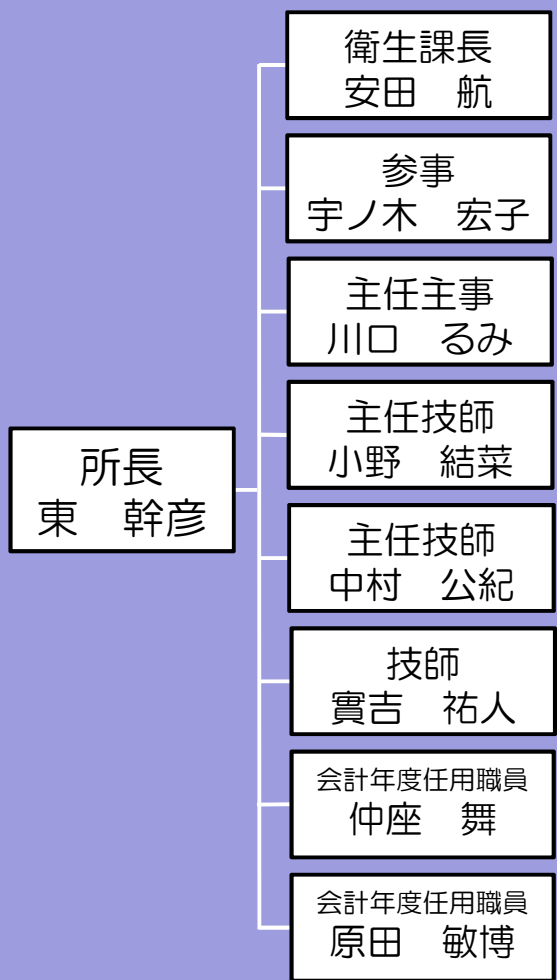 衛生課長
安田　航
参事
宇ノ木　宏子
主任主事
川口　るみ
主任技師
小野　結菜
所長
東　幹彦
主任技師
中村　公紀
技師
實吉　祐人
会計年度任用職員
仲座　舞
会計年度任用職員
原田　敏博